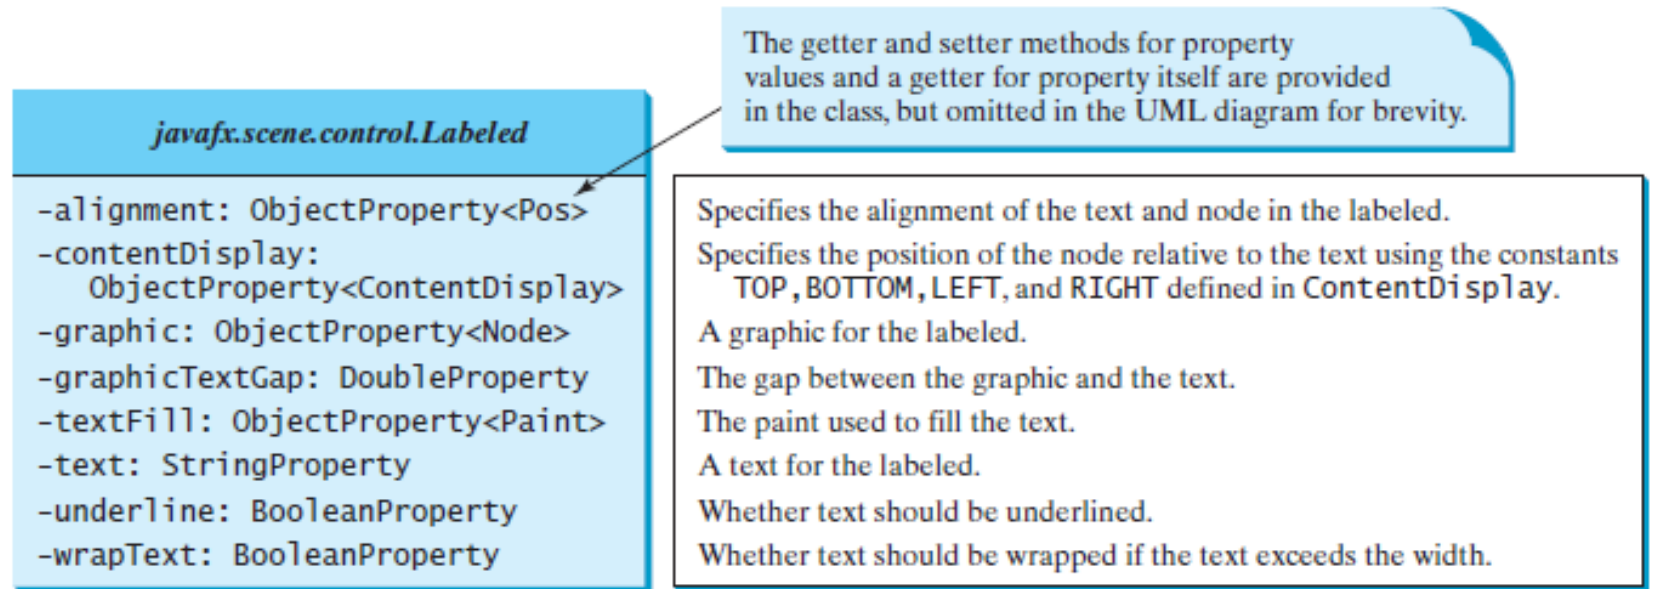 The getter and setter methods for property
values and a getter for property itself are provided
in the class, but omitted in the UML diagram for brevity.
javafx.scene.control.Labeled
-alignment: ObjectProperty<Pos>
Specifies the alignment of the text and node in the labeled.
-contentDisplay:
ObjectProperty<ContentDisplay>
Specifies the position of the node relative to the text using the constants
TOP, BOTTOM, LEFT, and RIGHT defined in ContentDisplay.
-graphic: ObjectProperty<Node>
A graphic for the labeled.
-graphicTextGap: DoubleProperty
The gap between the graphic and the text.
-textFill: ObjectProperty<Paint>
The paint used to fill the text.
-text: StringProperty
A text for the labeled.
-underline: BooleanProperty
Whether text should be underlined.
-wrapText: BooleanProperty
Whether text should be wrapped if the text exceeds the width.